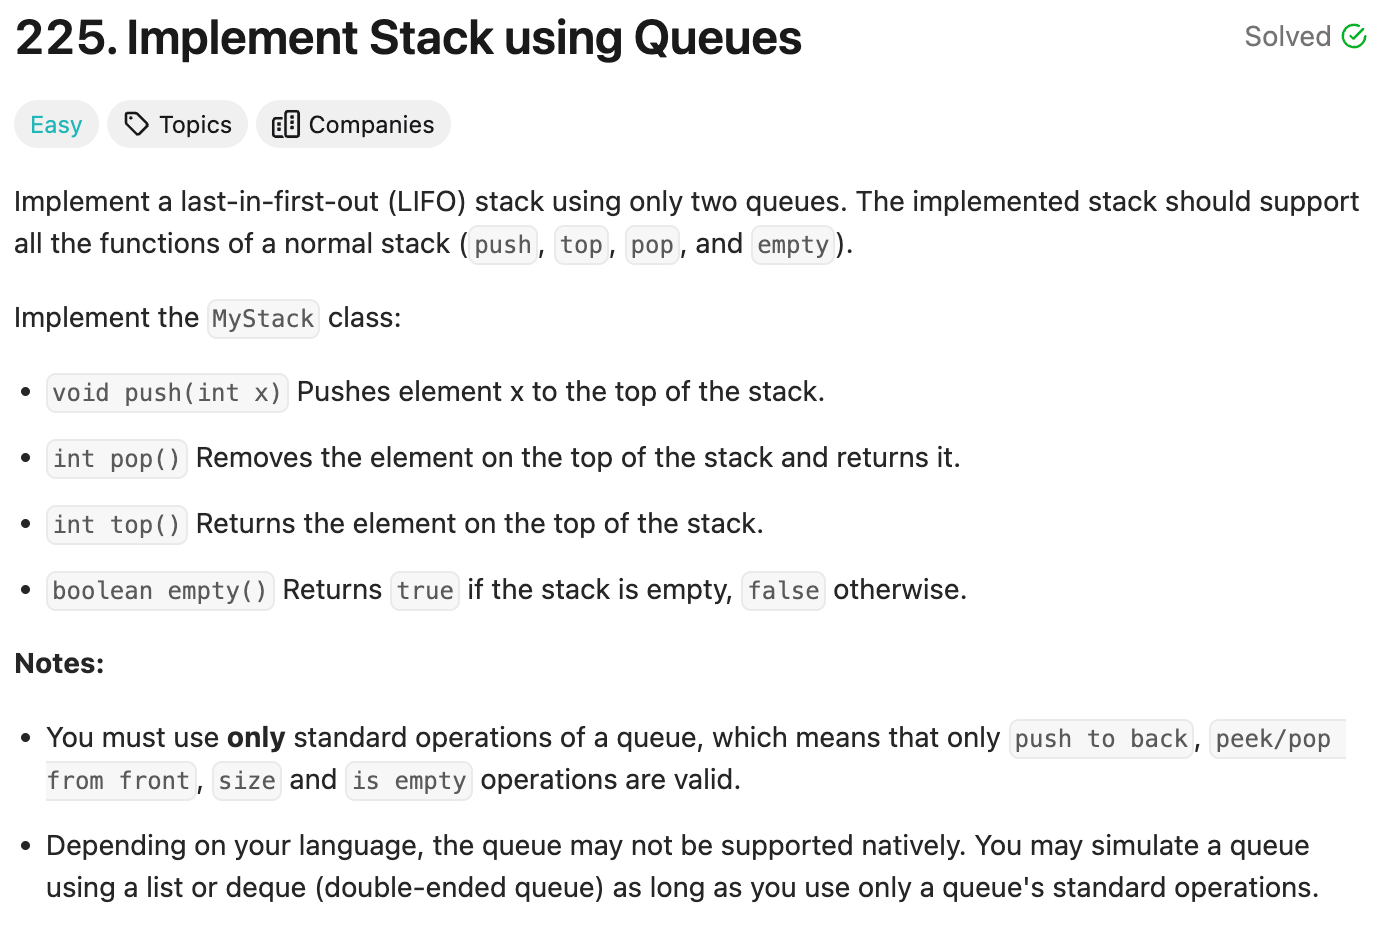 225. Implement Stack using Queues
Solved
Easy
Topics
Companies
Implement a last-in-first-out (LIFO) stack using only two queues. The implemented stack should support
all the functions of a normal stack (push, top, pop, and empty).
Implement the MyStack class:
• void push(int x) Pushes element x to the top of the stack.
• int pop() Removes the element on the top of the stack and returns it.
• int top() Returns the element on the top of the stack.
• boolean empty() Returns true if the stack is empty, false otherwise.
Notes:
• You must use only standard operations of a queue, which means that only push to back, peek/pop
from front, size and is empty operations are valid.
• Depending on your language, the queue may not be supported natively. You may simulate a queue
using a list or deque (double-ended queue) as long as you use only a queue's standard operations.